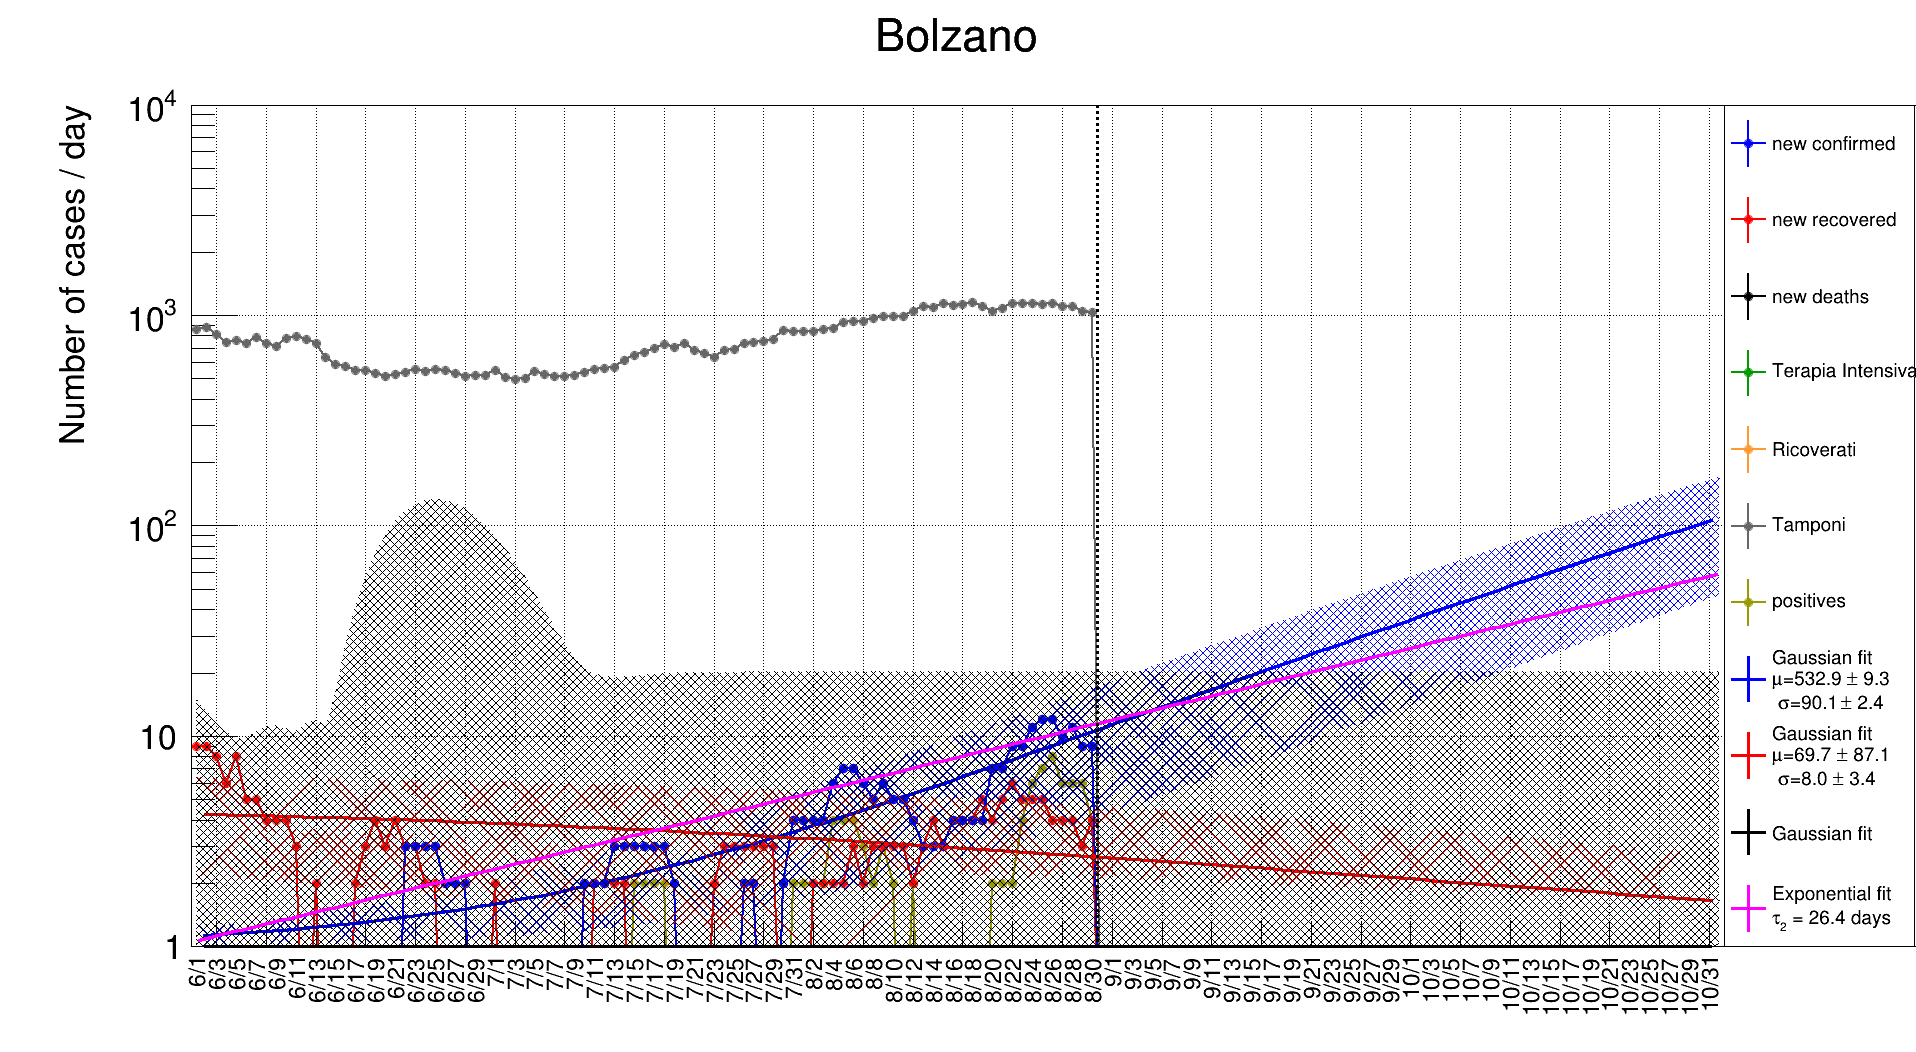 Bolzano
Number of cases / day
10⁴
10³
10²
10
1
6/1 6/3 6/5 6/7 6/9 6/11 6/13 6/15 6/17 6/19 6/21 6/23 6/25 6/27 6/29 7/1 7/3 7/5 7/7 7/9 7/11 7/13 7/15 7/17 7/19 7/21 7/23 7/25 7/27 7/29 7/31 8/2 8/4 8/6 8/8 8/10 8/12 8/14 8/16 8/18 8/20 8/22 8/24 8/26 8/28 8/30 9/1 9/3 9/5 9/7 9/9 9/11 9/13 9/15 9/17 9/19 9/21 9/23 9/25 9/27 9/29 10/1 10/3 10/5 10/7 10/9 10/11 10/13 10/15 10/17 10/19 10/21 10/23 10/25 10/27 10/29 10/31
new confirmed
new recovered
new deaths
Terapia Intensiva
Ricoverati
Tamponi
positives
Gaussian fit
μ=532.9 ± 9.3
σ=90.1 ± 2.4
Gaussian fit
μ=69.7 ± 87.1
σ=8.0 ± 3.4
Gaussian fit
Exponential fit
τ₂ = 26.4 days